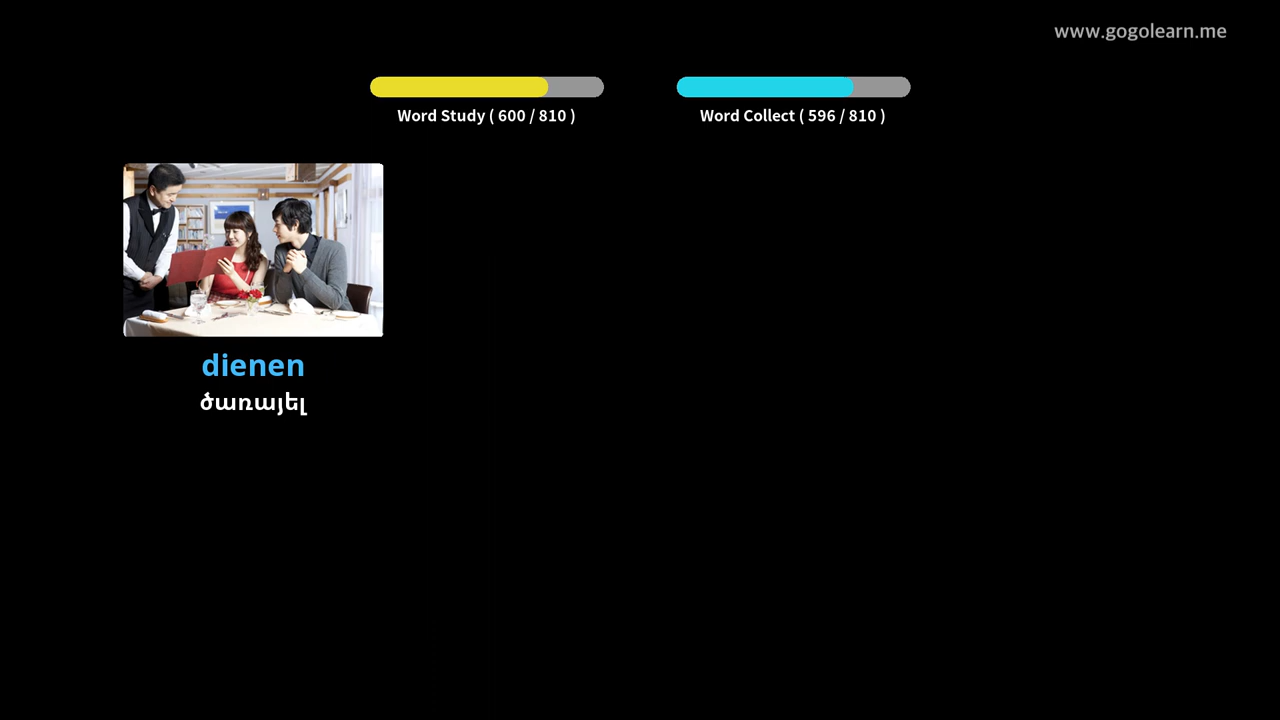 www.gogolearn.me
Word Study ( 600 / 810 )
Word Collect ( 596 / 810 )
dienen
ծառայել